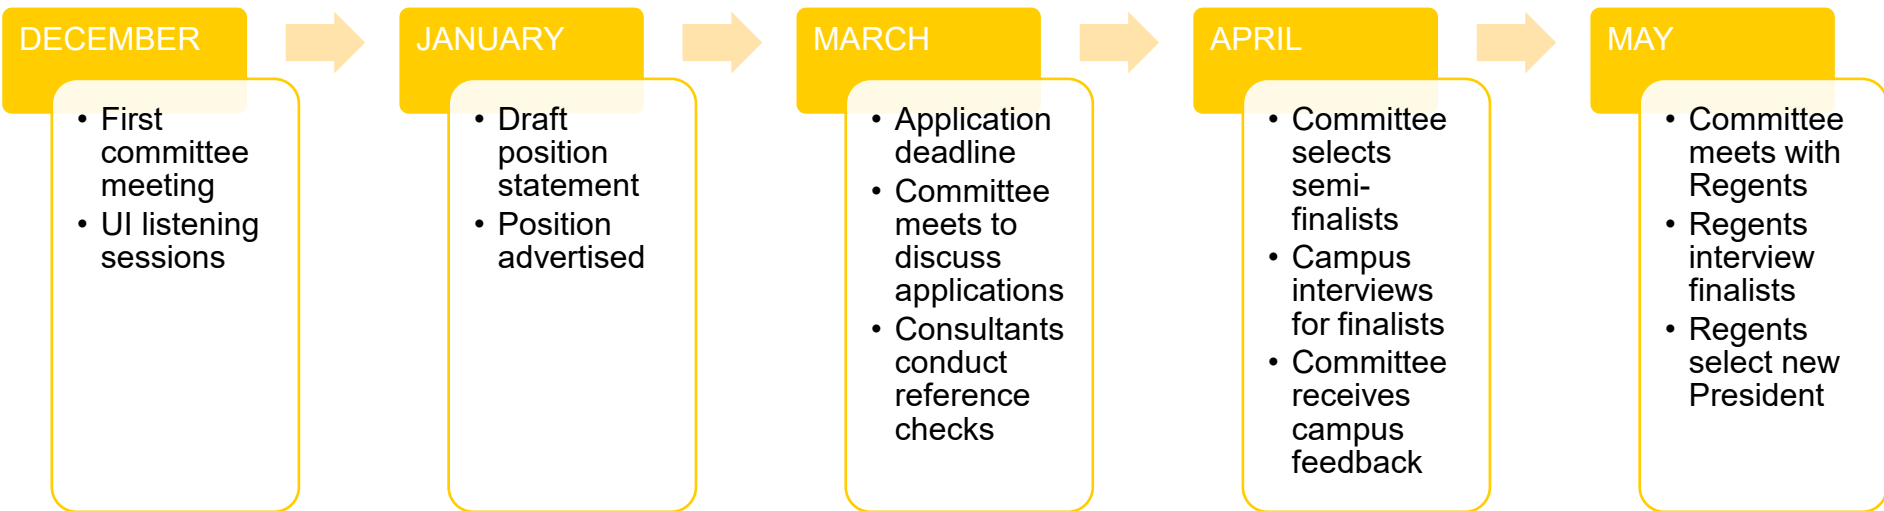 DECEMBER
• First
committee
meeting
• UI listening
sessions
JANUARY
• Draft
position
statement
• Position
advertised
MARCH
• Application
deadline
• Committee
meets to
discuss
applications
• Consultants
conduct
reference
checks
APRIL
• Committee
selects
semi-
finalists
• Campus
interviews
for finalists
• Committee
receives
campus
feedback
MAY
• Committee
meets with
Regents
• Regents
interview
finalists
• Regents
select new
President